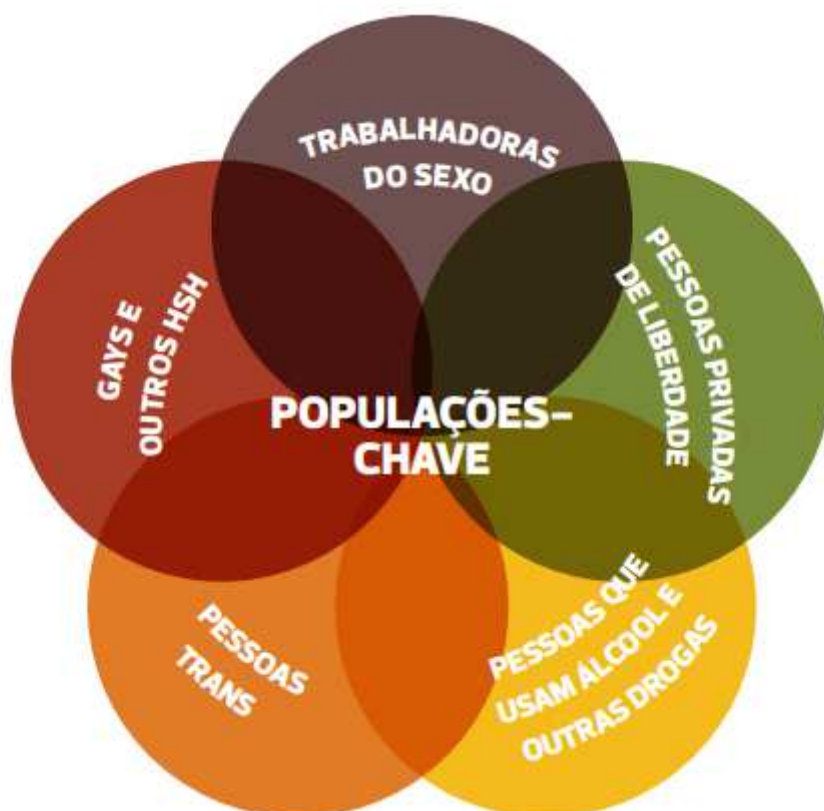 TRABALHADORAS
DO SEXO
PESSOAS PRIVADAS
DE LIBERDADE
GAYS E
OUTROS HSH
POPULAÇÕES-
CHAVE
PESSOAS
TRANS
PESSOAS QUE
USAM ÁLCOOL E
OUTRAS DROGAS